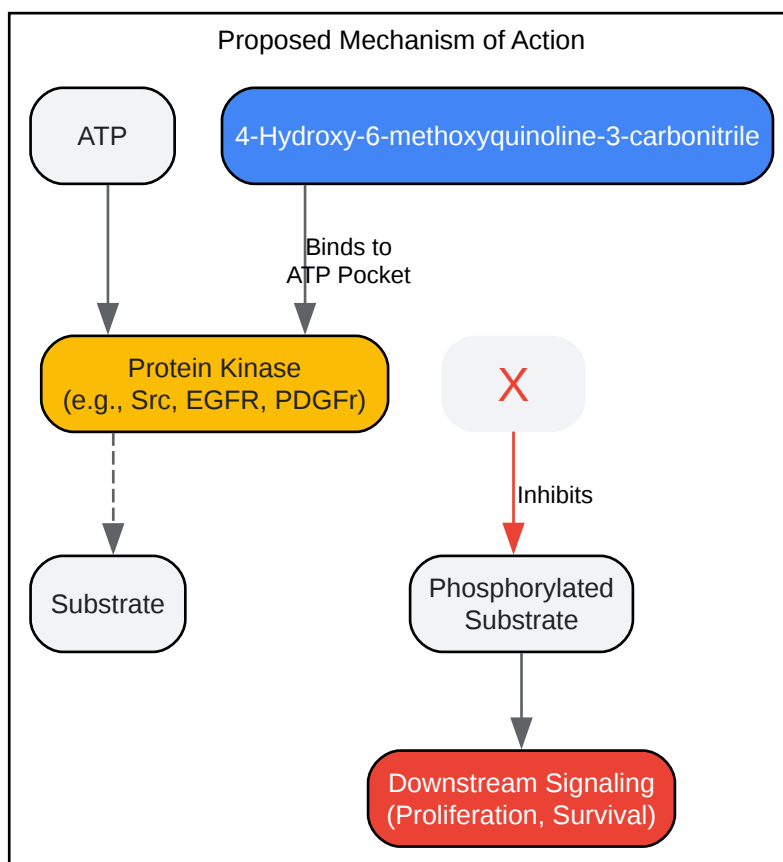 Proposed Mechanism of Action
ATP
4-Hydroxy-6-methoxyquinoline-3-carbonitrile
Binds to
ATP Pocket
Protein Kinase
(e.g., Src, EGFR, PDGFr)
X
Inhibits
Substrate
Phosphorylated
Substrate
Downstream Signaling
(Proliferation, Survival)